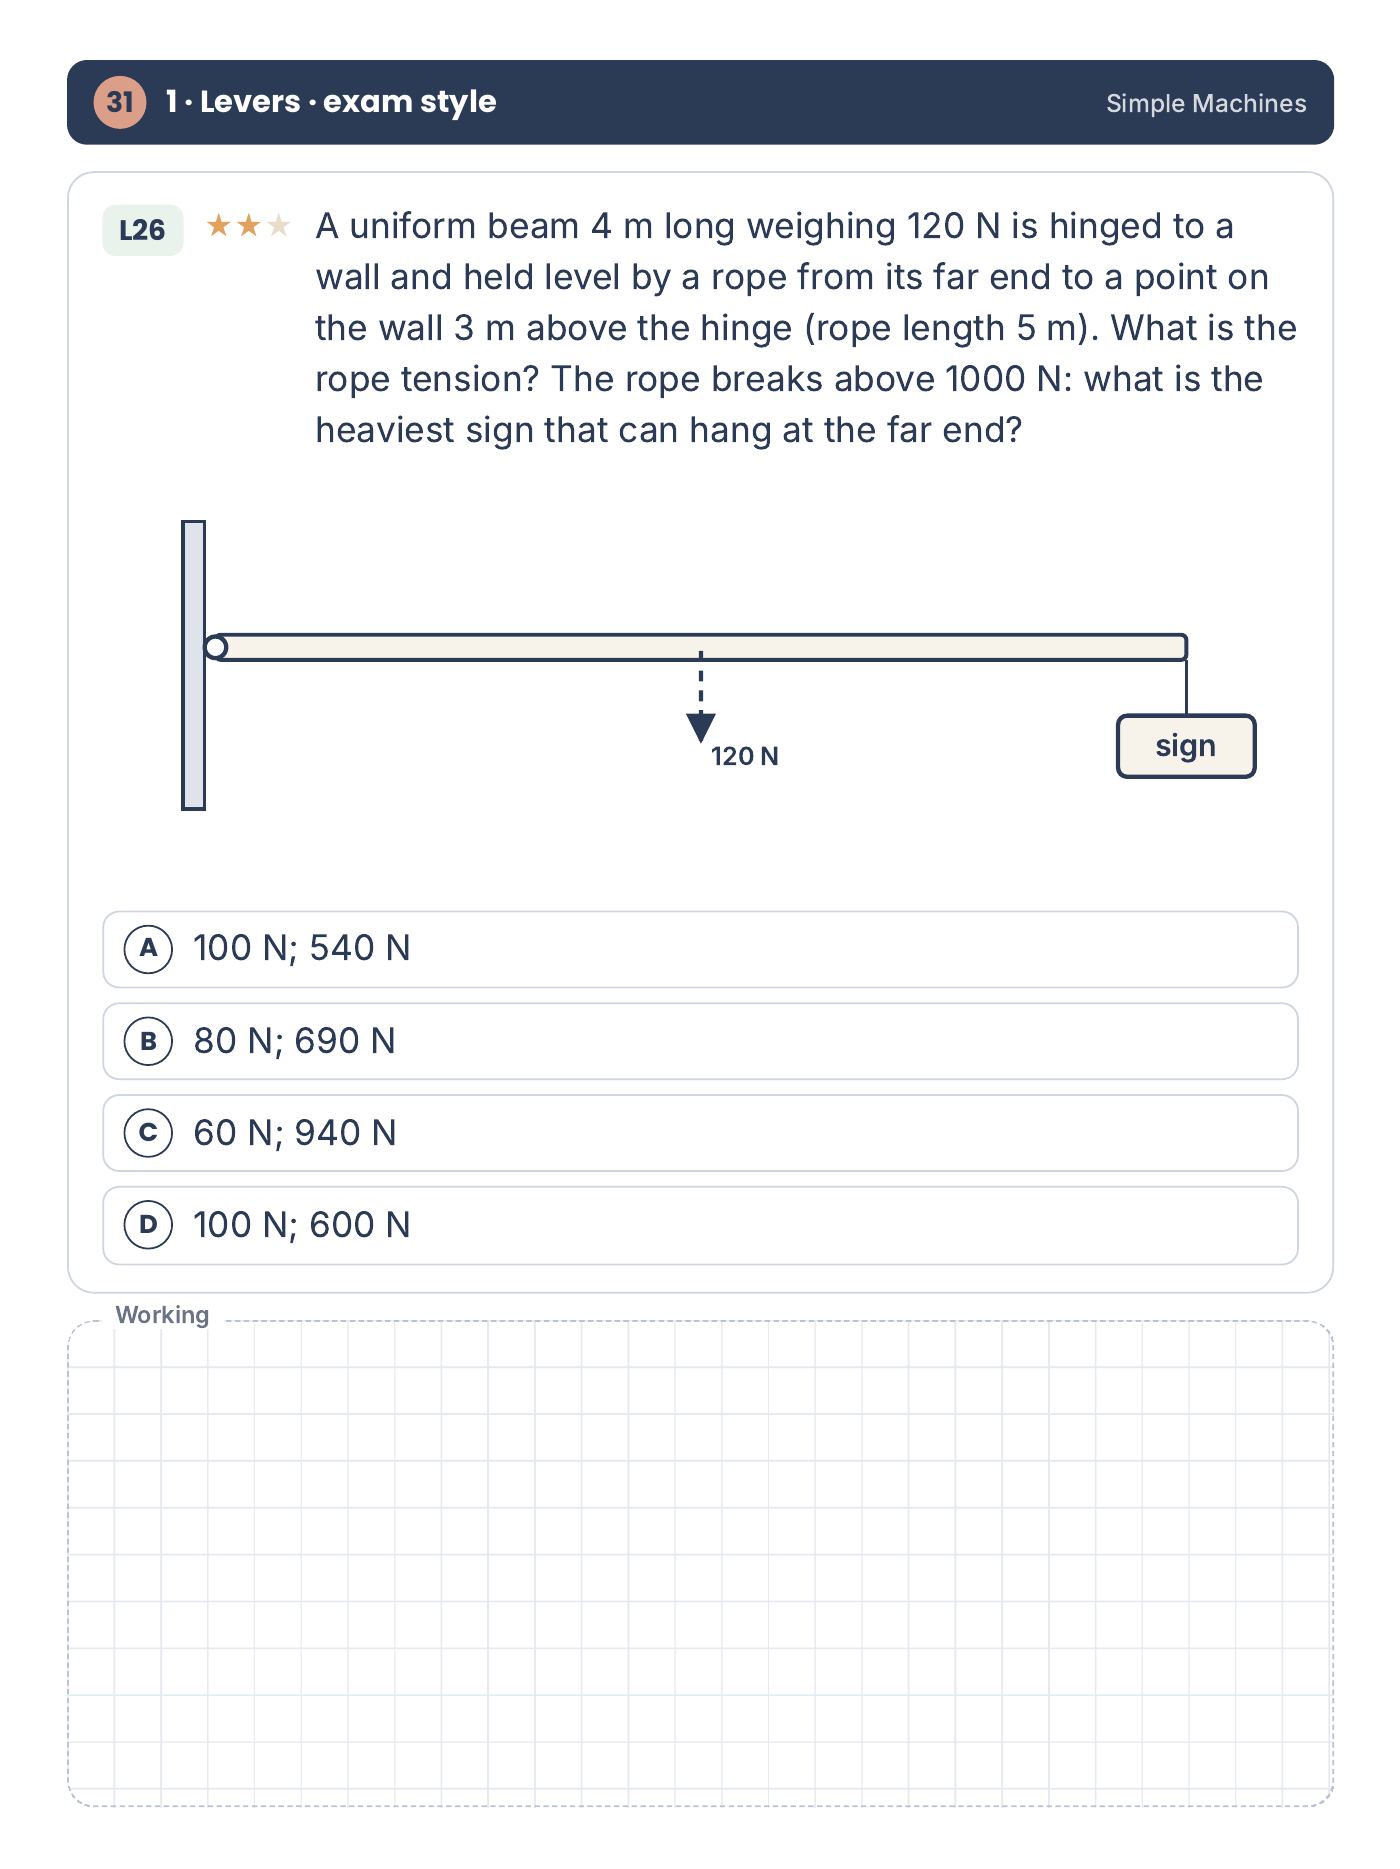 31 1 · Levers · exam style Simple Machines
L26 ★★★ A uniform beam 4 m long weighing 120 N is hinged to a
wall and held level by a rope from its far end to a point on
the wall 3 m above the hinge (rope length 5 m). What is the
rope tension? The rope breaks above 1000 N: what is the
heaviest sign that can hang at the far end?
120 N
sign
A 100 N; 540 N
B 80 N; 690 N
C 60 N; 940 N
D 100 N; 600 N
Working